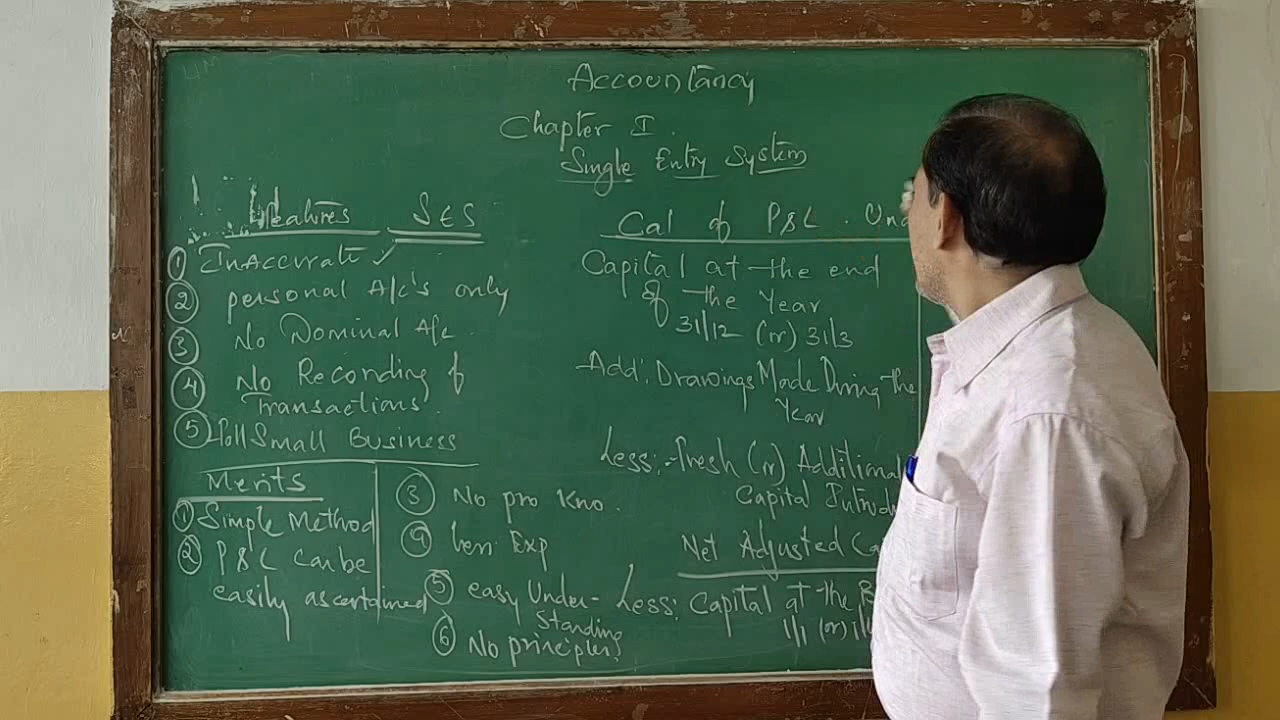 Accountancy
Chapter I.
Single Entry System
Features SES
① InAccurate ✓
② personal A/c's only
③ No Nominal A/c.
④ No Recording of
Transactions.
⑤ Small Business
Merits
① Simple Method
② P&L Can be
easily ascertained
③ No pro Kno.
④ Less Exp
⑤ easy Under-
standing
⑥ No principles
Cal of P&L. Und
Capital at the end
of the Year
31/12 (or) 31/3
Add: Drawings Made During the
Year
Less:- Fresh (or) Additional
Capital Introdu
Net Adjusted Ca
Less: Capital at the B
1/1 (or) 1/